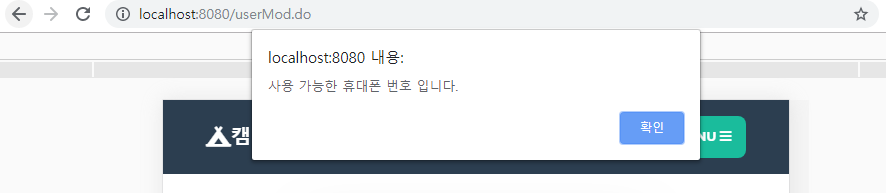 localhost:8080/userMod.do
localhost:8080 내용:
사용 가능한 휴대폰 번호 입니다.
확인
캠
NU